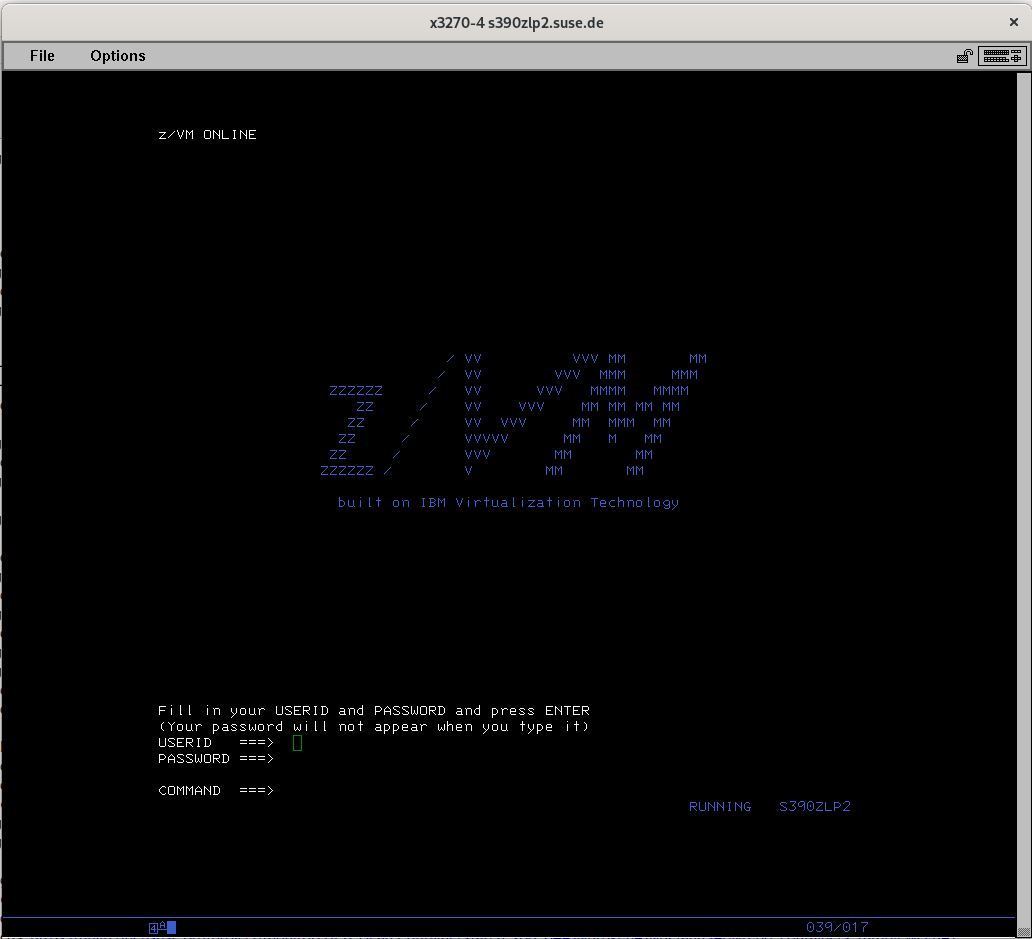 x3270-4 s390zlp2.suse.de
File Options
z/VM ONLINE
/ VV VVV MM MM
/ VV VVV MMM MMM
ZZZZZZ / VV VVV MMMM MMMM
ZZ / VV VVV MM MM MM MM
ZZ / VV VVV MM MMM MM
ZZ / VVVVV MM M MM
ZZ / VVV MM MM
ZZZZZZ / V MM MM
built on IBM Virtualization Technology
Fill in your USERID and PASSWORD and press ENTER
(Your password will not appear when you type it)
USERID ===>
PASSWORD ===>
COMMAND ===>
RUNNING S390ZLP2
4A 039/017